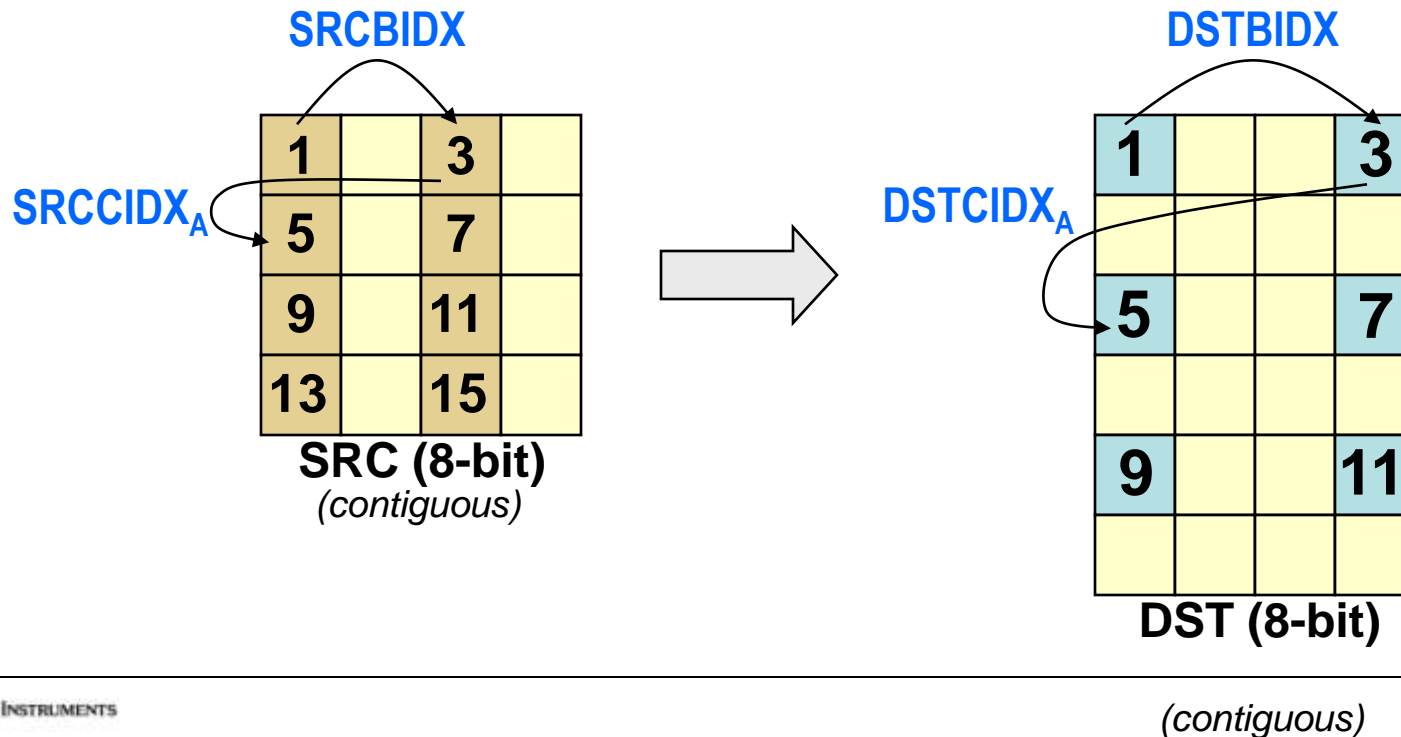 SRCBIDX
1 3
SRCCIDXA
5 7
9 11
13 15
SRC (8-bit)
(contiguous)
DSTBIDX
1 3
DSTCIDXA
5 7
9 11
DST (8-bit)
INSTRUMENTS
(contiguous)